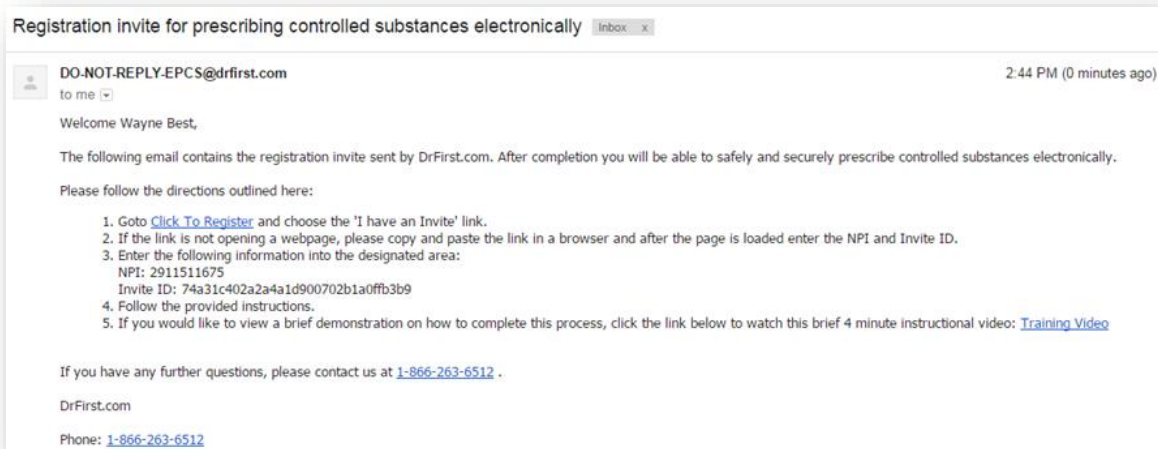 Registration invite for prescribing controlled substances electronically Inbox x
DO-NOT-REPLY-EPCS@drfirst.com 2:44 PM (0 minutes ago)
to me
Welcome Wayne Best,
The following email contains the registration invite sent by DrFirst.com. After completion you will be able to safely and securely prescribe controlled substances electronically.
Please follow the directions outlined here:
1. Goto Click To Register and choose the 'I have an Invite' link.
2. If the link is not opening a webpage, please copy and paste the link in a browser and after the page is loaded enter the NPI and Invite ID.
3. Enter the following information into the designated area:
NPI: 2911511675
Invite ID: 74a31c402a2a4a1d900702b1a0ffb3b9
4. Follow the provided instructions.
5. If you would like to view a brief demonstration on how to complete this process, click the link below to watch this brief 4 minute instructional video: Training Video
If you have any further questions, please contact us at 1-866-263-6512 .
DrFirst.com
Phone: 1-866-263-6512